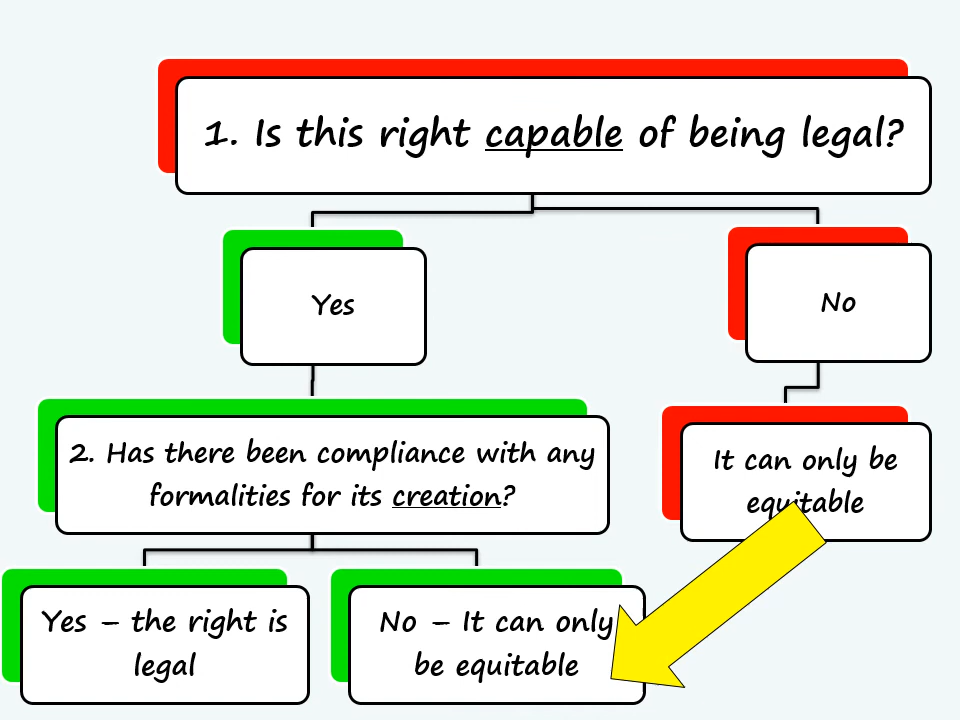 1. Is this right capable of being legal?
Yes
No
2. Has there been compliance with any
formalities for its creation?
It can only be
equitable
Yes – the right is
legal
No – It can only
be equitable